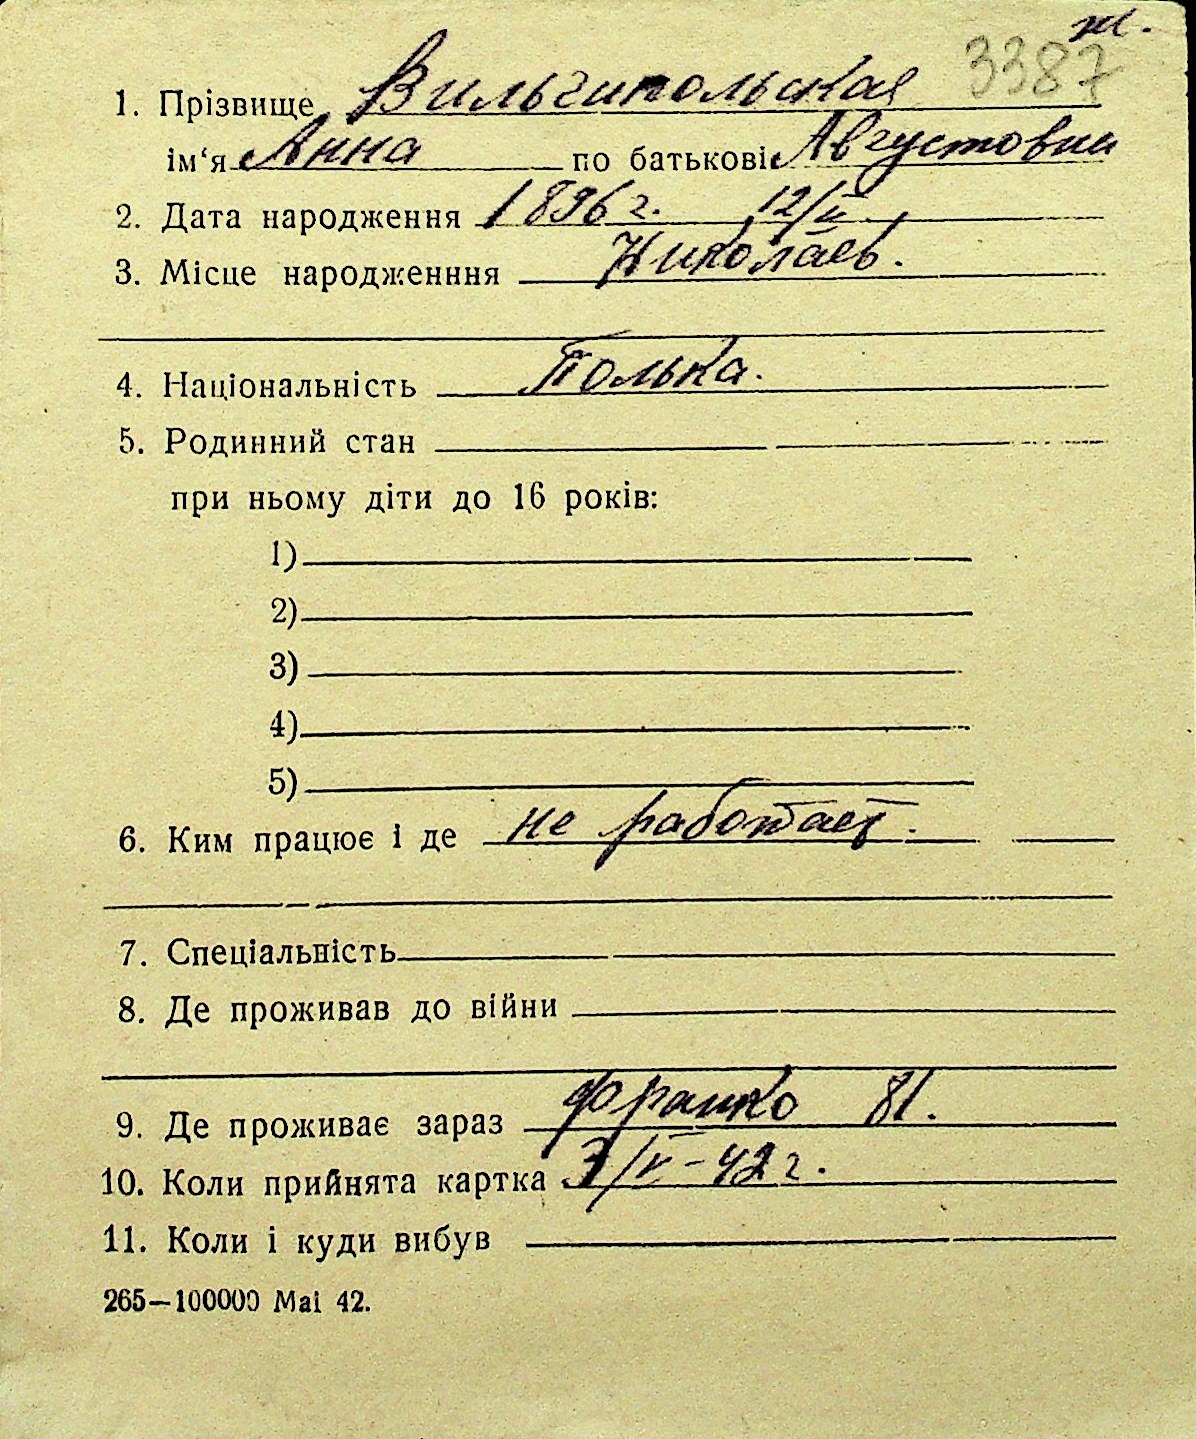 ж.
3387
1. Прізвище Вильгипольская
ім‘я Анна по батькові Августовна
2. Дата народження 1896 г. 12/V
3. Місце народженння Николаев.
4. Національність Полька.
5. Родинний стан
при ньому діти до 16 років:
1)
2)
3)
4)
5)
6. Ким працює і де не работает.
7. Спеціальність
8. Де проживав до війни
9. Де проживає зараз Франко 81.
10. Коли прийнята картка 3/V-42 г.
11. Коли і куди вибув
265—100000 Mai 42.